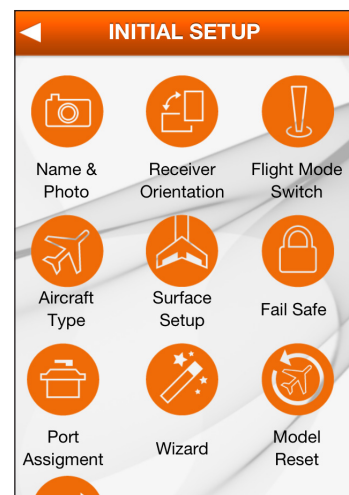 INITIAL SETUP
Name &
Photo
Receiver
Orientation
Flight Mode
Switch
Aircraft
Type
Surface
Setup
Fail Safe
Port
Assigment
Wizard
Model
Reset